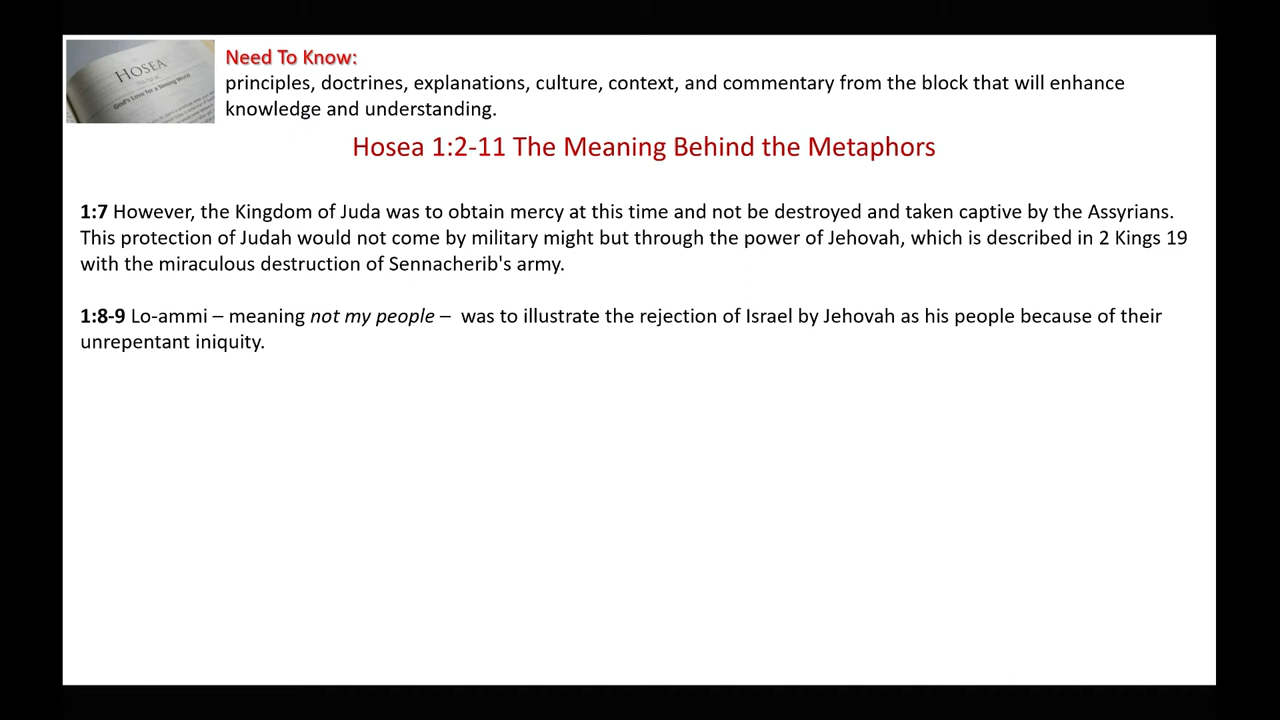 HOSEA
God's Love for a Sleeping World
Need To Know:
principles, doctrines, explanations, culture, context, and commentary from the block that will enhance
knowledge and understanding.
Hosea 1:2-11 The Meaning Behind the Metaphors
1:7 However, the Kingdom of Juda was to obtain mercy at this time and not be destroyed and taken captive by the Assyrians.
This protection of Judah would not come by military might but through the power of Jehovah, which is described in 2 Kings 19
with the miraculous destruction of Sennacherib's army.
1:8-9 Lo-ammi – meaning not my people –  was to illustrate the rejection of Israel by Jehovah as his people because of their
unrepentant iniquity.